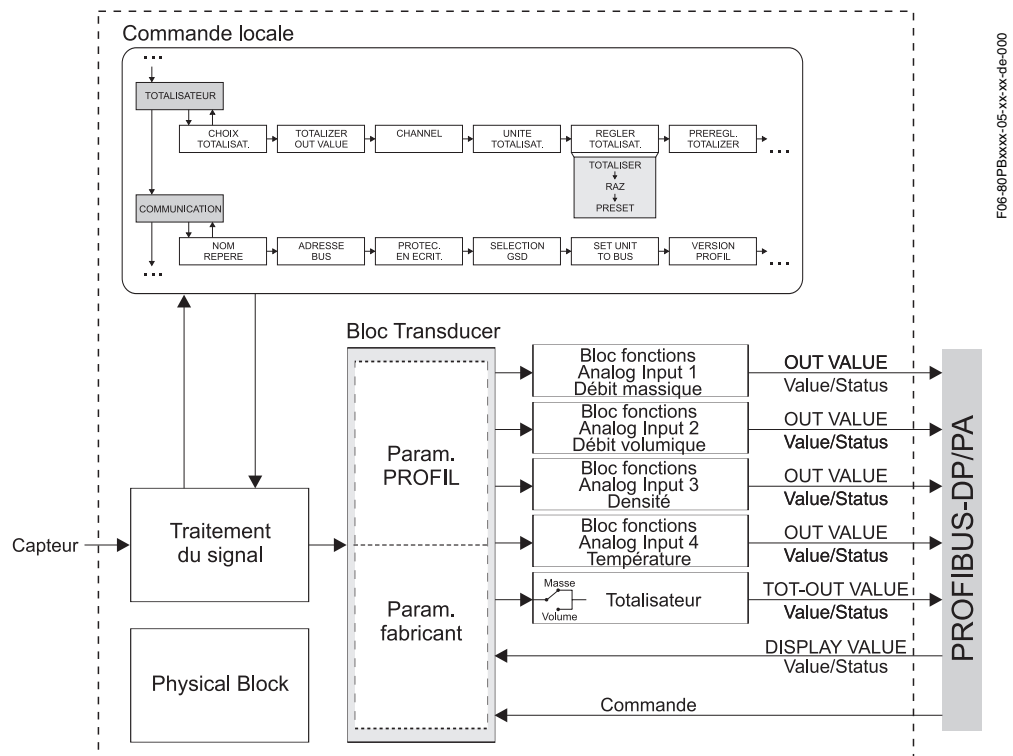 Commande locale
...
TOTALISATEUR
CHOIX
TOTALISAT.
TOTALIZER
OUT VALUE
CHANNEL
UNITE
TOTALISAT.
REGLER
TOTALISAT.
PREREGL.
TOTALIZER
...
TOTALISER
RAZ
PRESET
COMMUNICATION
NOM
REPERE
ADRESSE
BUS
PROTEC.
EN ECRIT.
SELECTION
GSD
SET UNIT
TO BUS
VERSION
PROFIL
...
...
F06-80PBxxxx-05-xx-xx-de-000
Bloc Transducer
Param.
PROFIL
Param.
fabricant
Capteur
Traitement
du signal
Physical Block
Bloc fonctions
Analog Input 1
Débit massique
OUT VALUE
Value/Status
Bloc fonctions
Analog Input 2
Débit volumique
OUT VALUE
Value/Status
Bloc fonctions
Analog Input 3
Densité
OUT VALUE
Value/Status
Bloc fonctions
Analog Input 4
Température
OUT VALUE
Value/Status
Masse
Volume
Totalisateur
TOT-OUT VALUE
Value/Status
DISPLAY VALUE
Value/Status
Commande
PROFIBUS-DP/PA